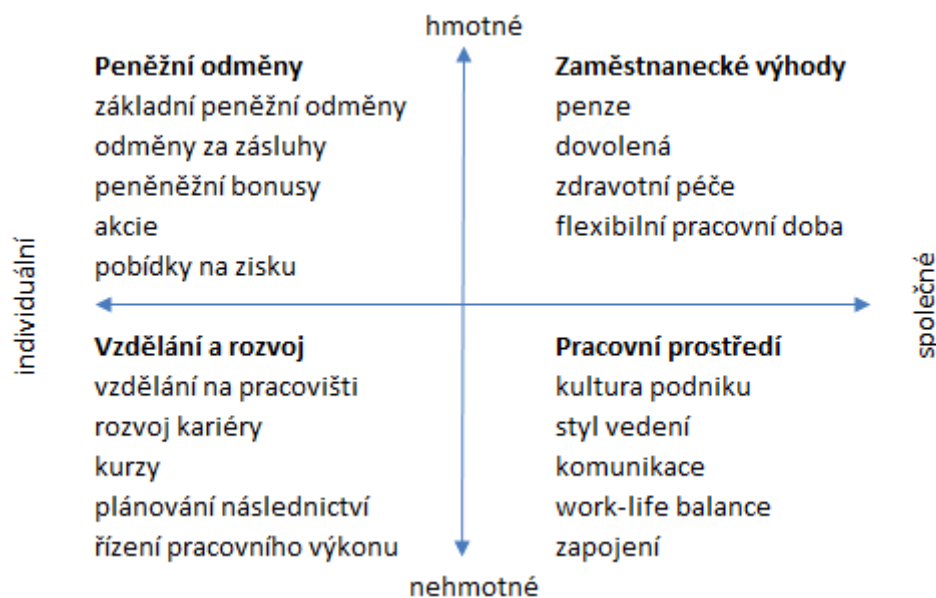 hmotné
Peněžní odměny
základní peněžní odměny
odměny za zásluhy
peněněžní bonusy
akcie
pobídky na zisku
Zaměstnanecké výhody
penze
dovolená
zdravotní péče
flexibilní pracovní doba
individuální
společné
Vzdělání a rozvoj
vzdělání na pracovišti
rozvoj kariéry
kurzy
plánování následnictví
řízení pracovního výkonu
Pracovní prostředí
kultura podniku
styl vedení
komunikace
work-life balance
zapojení
nehmotné